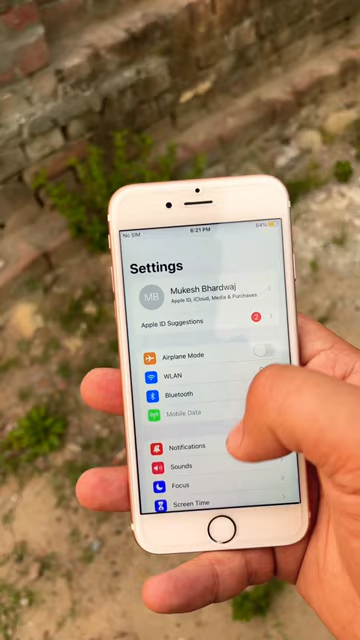 No SIM 6:21 PM 64%
Settings
MB
Mukesh Bhardwaj
Apple ID, iCloud, Media & Purchases
Apple ID Suggestions 2
Airplane Mode
WLAN
Bluetooth
Mobile Data
Notifications
Sounds
Focus
Screen Time